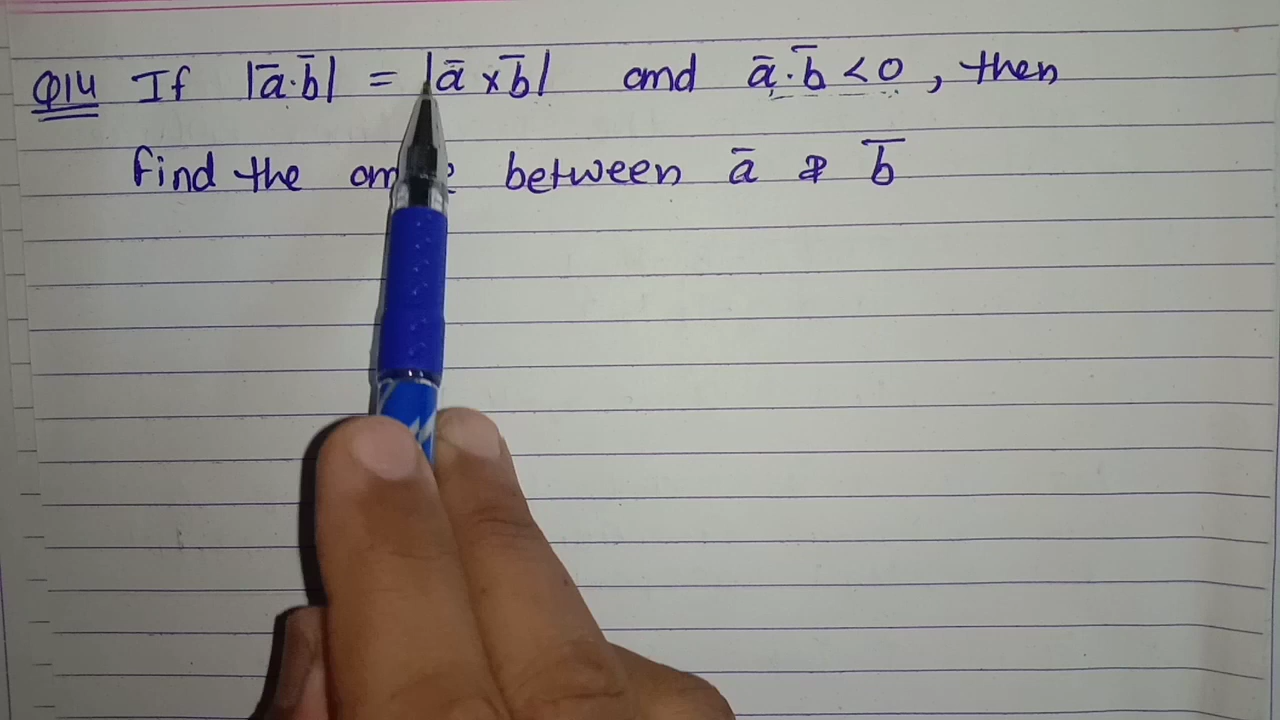 Q14 If |a̅·b̅| = |a̅ × b̅| and a̅·b̅ < 0, then
find the between a̅ & b̅